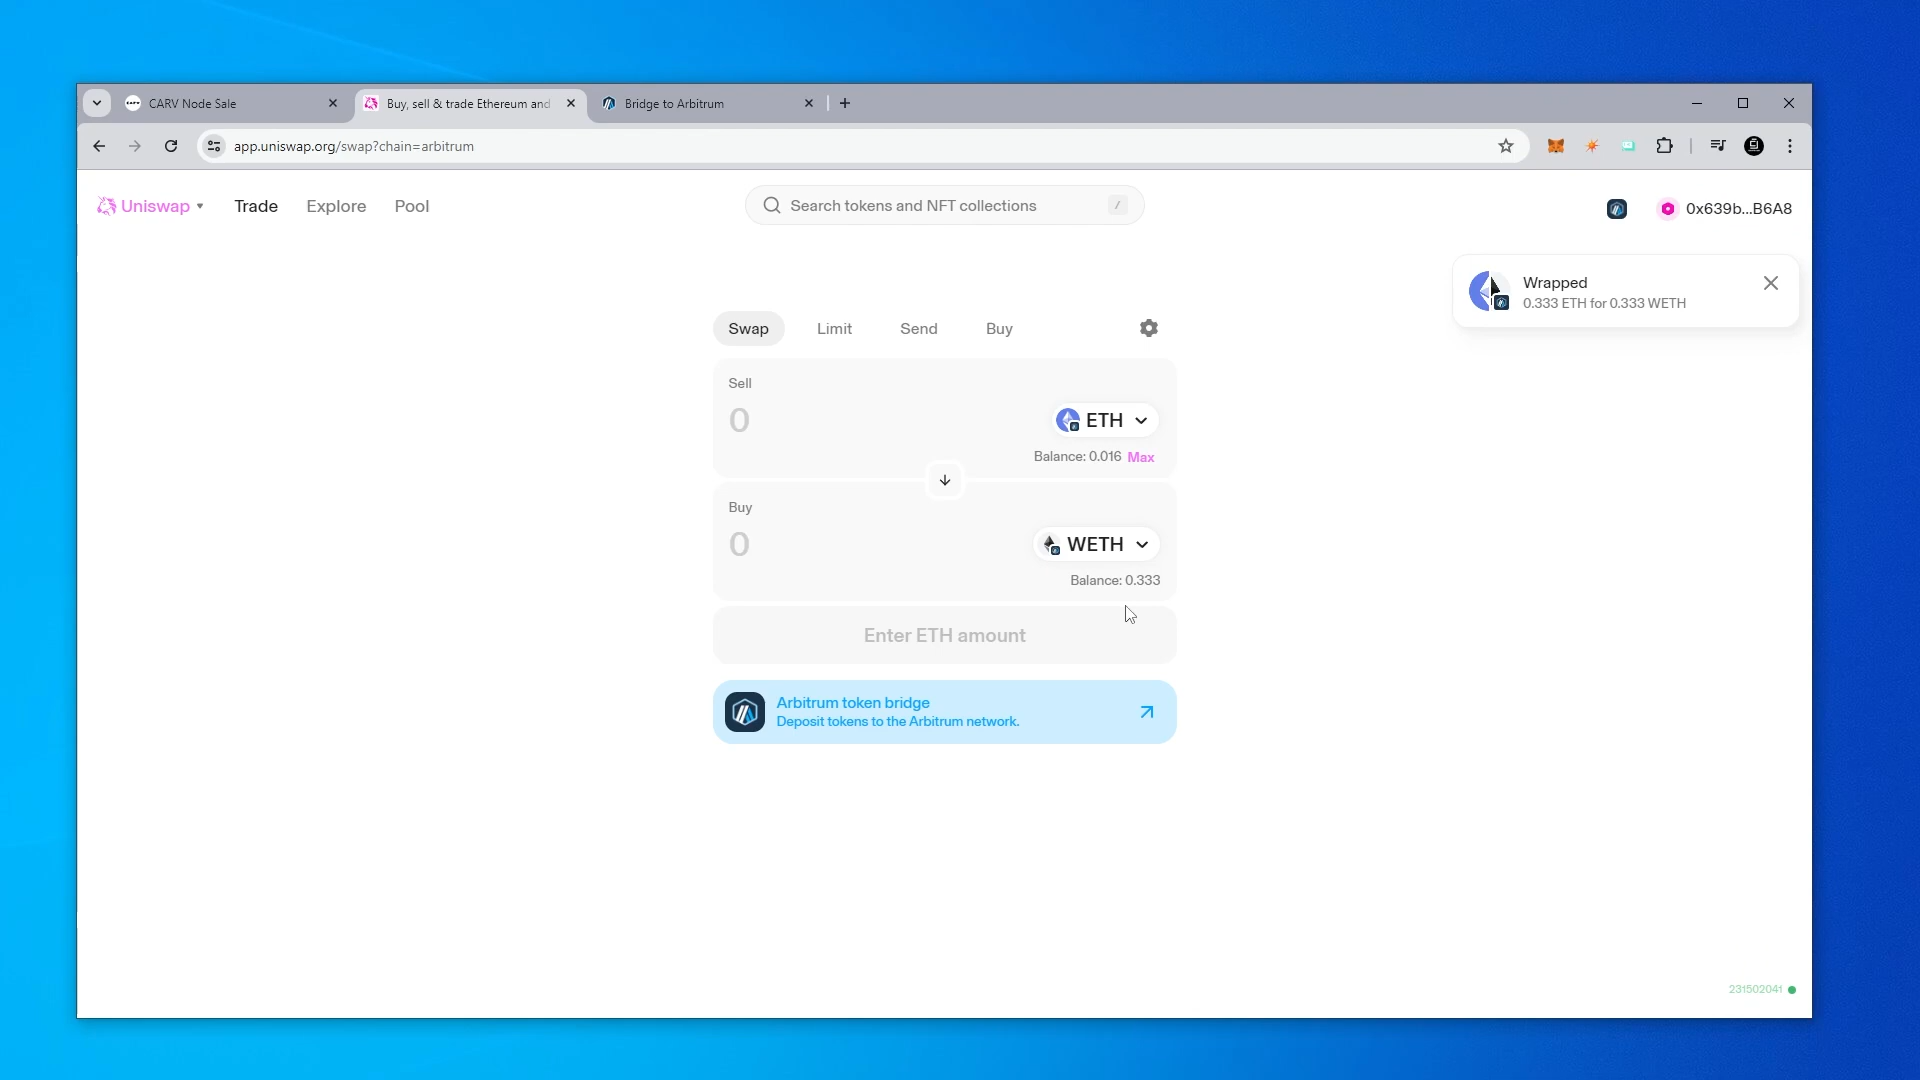 CARV Node Sale
Buy, sell & trade Ethereum and
Bridge to Arbitrum
app.uniswap.org/swap?chain=arbitrum
Uniswap
Trade
Explore
Pool
Search tokens and NFT collections
/
0x639b...B6A8
Wrapped
0.333 ETH for 0.333 WETH
Swap
Limit
Send
Buy
Sell
0
ETH
Balance: 0.016 Max
Buy
0
WETH
Balance: 0.333
Enter ETH amount
Arbitrum token bridge
Deposit tokens to the Arbitrum network.
231502041